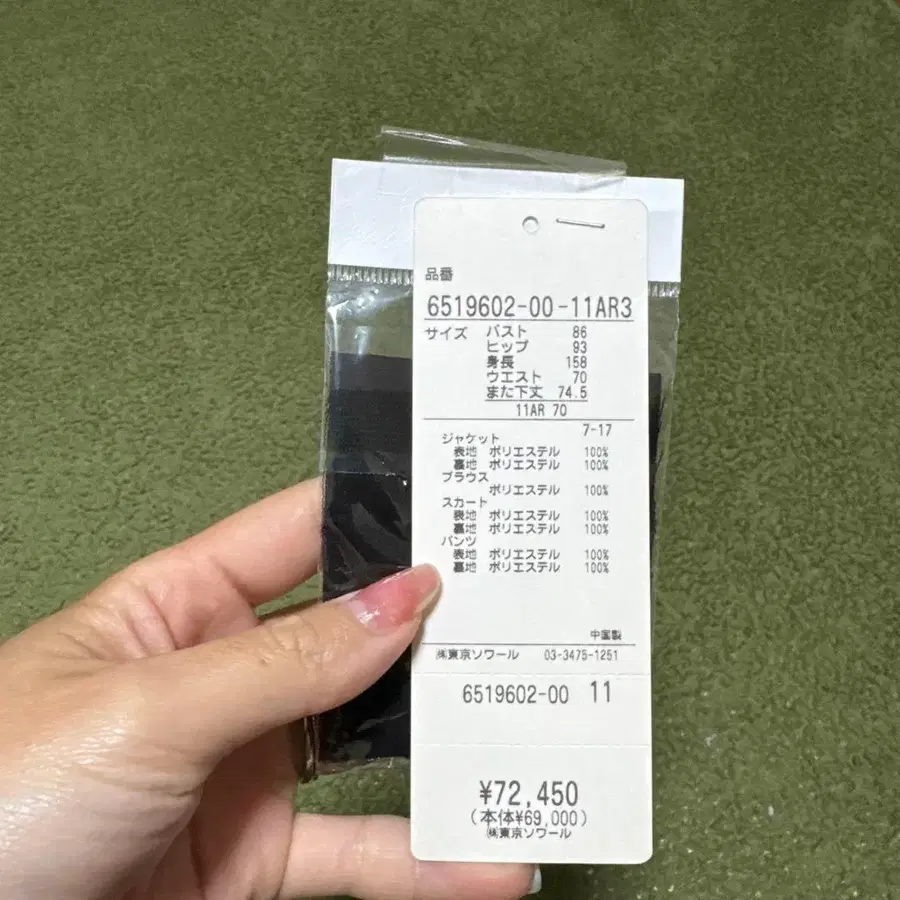 品番
6519602-00-11AR3
サイズ バスト 86
ヒップ 93
身長 158
ウエスト 70
また下丈 74.5
11AR 70
7-17
ジャケット
表地 ポリエステル 100%
裏地 ポリエステル 100%
ブラウス
ポリエステル 100%
スカート
表地 ポリエステル 100%
裏地 ポリエステル 100%
パンツ
表地 ポリエステル 100%
裏地 ポリエステル 100%
中国製
㈱東京ソワール 03-3475-1251
6519602-00 11
¥72,450
(本体¥69,000)
㈱東京ソワール